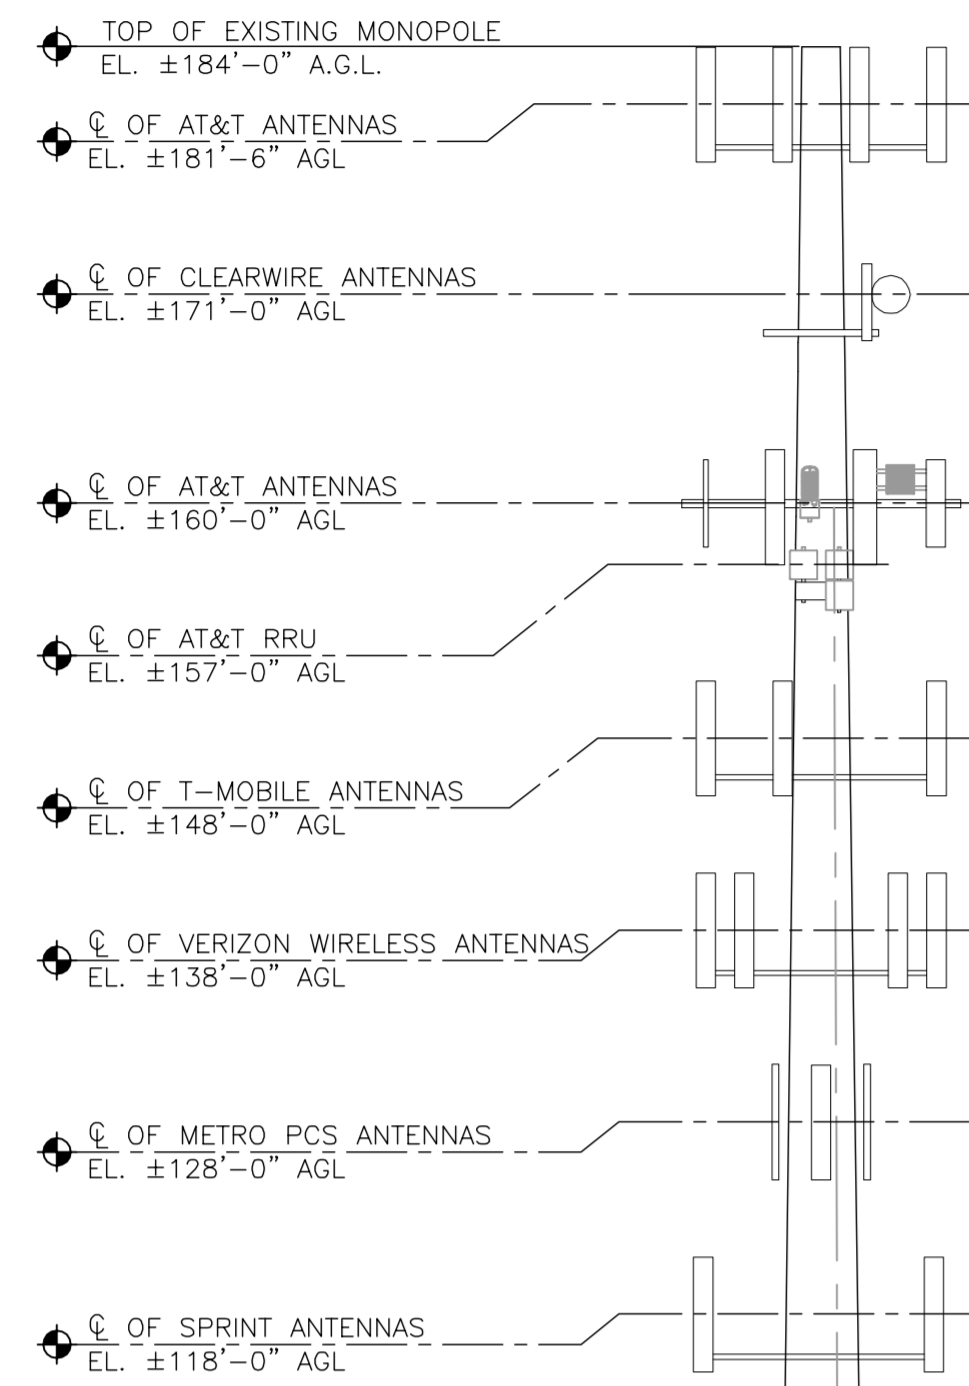 TOP OF EXISTING MONOPOLE
EL. ±184'-0" A.G.L.
℄ OF AT&T ANTENNAS
EL. ±181'-6" AGL
℄ OF CLEARWIRE ANTENNAS
EL. ±171'-0" AGL
℄ OF AT&T ANTENNAS
EL. ±160'-0" AGL
℄ OF AT&T RRU
EL. ±157'-0" AGL
℄ OF T-MOBILE ANTENNAS
EL. ±148'-0" AGL
℄ OF VERIZON WIRELESS ANTENNAS
EL. ±138'-0" AGL
℄ OF METRO PCS ANTENNAS
EL. ±128'-0" AGL
℄ OF SPRINT ANTENNAS
EL. ±118'-0" AGL